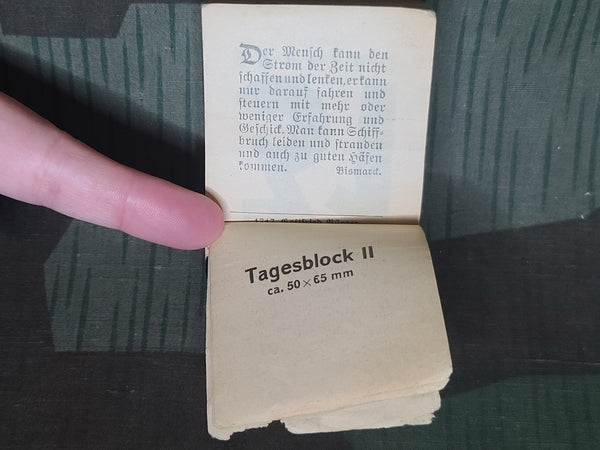 Der Mensch kann den
Strom der Zeit nicht
schaffen und lenken, er kann
nur darauf fahren und
steuern mit mehr oder
weniger Erfahrung und
Geschick. Man kann Schiff-
bruch leiden und stranden
und auch zu guten Häfen
kommen. Bismarck.
Tagesblock II
ca. 50 × 65 mm